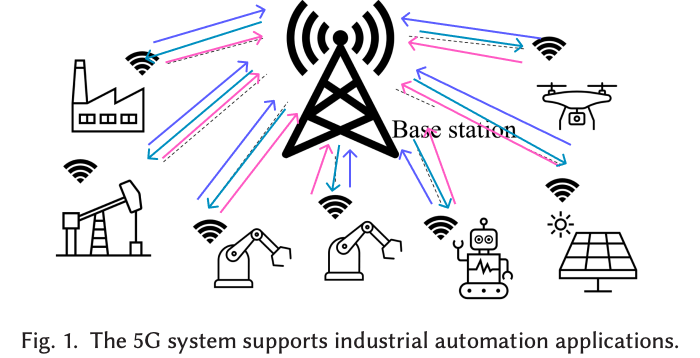 Base station
Fig. 1. The 5G system supports industrial automation applications.